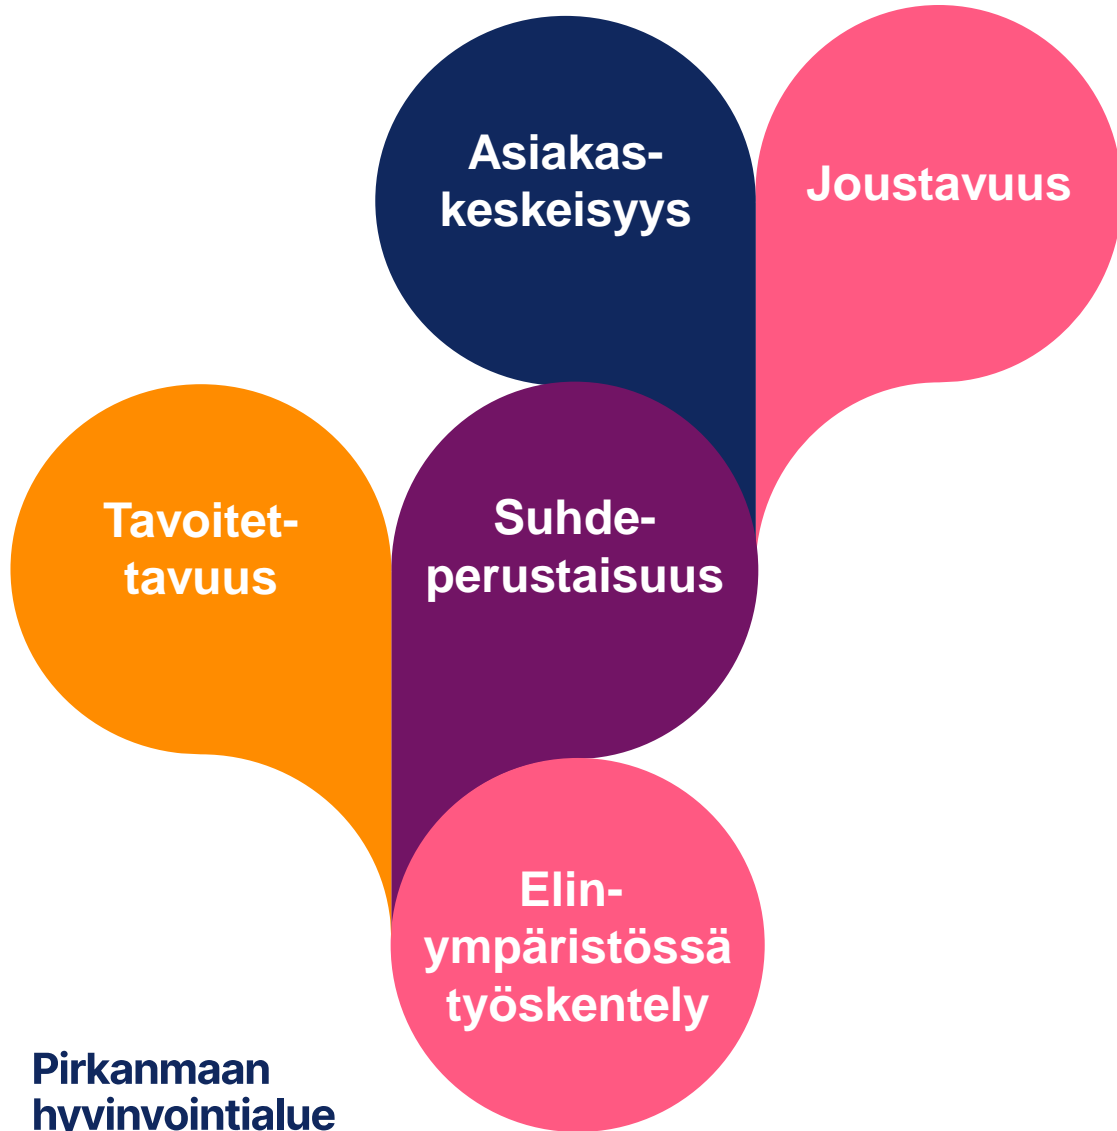 Asiakas-
keskeisyys
Joustavuus
Tavoitet-
tavuus
Suhde-
perustaisuus
Elin-
ympäristössä
työskentely
Pirkanmaan
hyvinvointialue